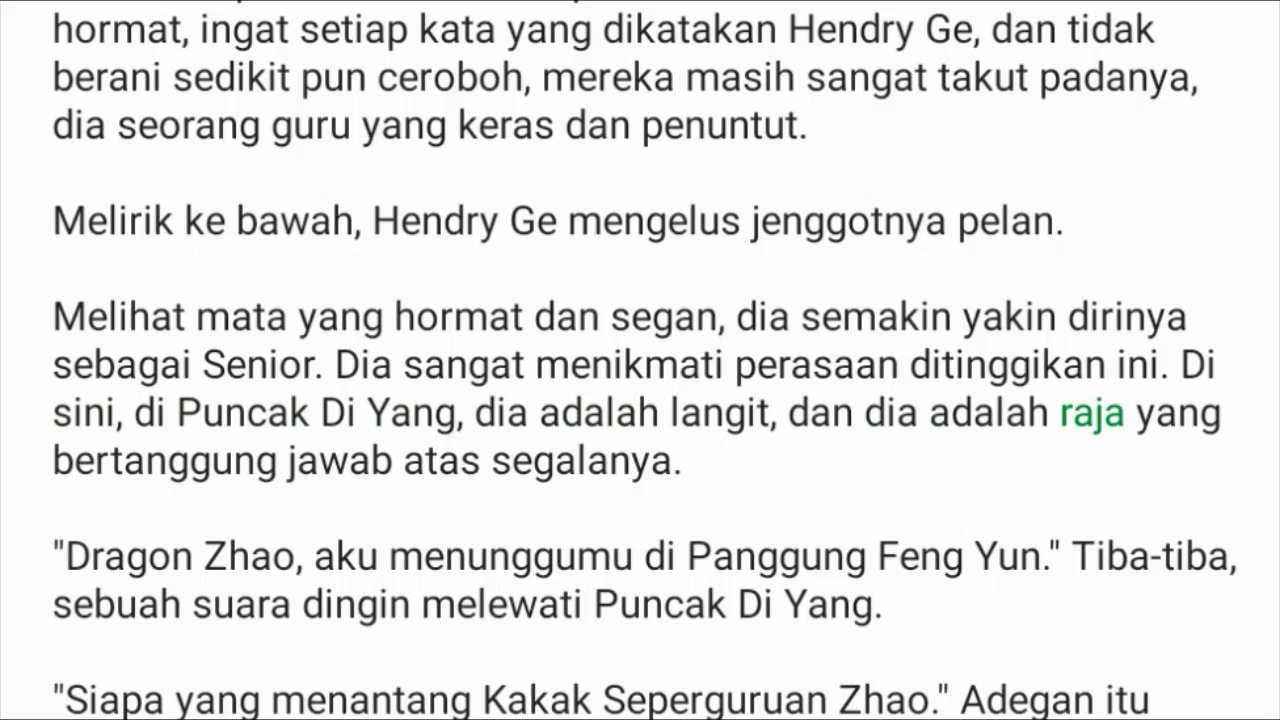 hormat, ingat setiap kata yang dikatakan Hendry Ge, dan tidak
berani sedikit pun ceroboh, mereka masih sangat takut padanya,
dia seorang guru yang keras dan penuntut.
Melirik ke bawah, Hendry Ge mengelus jenggotnya pelan.
Melihat mata yang hormat dan segan, dia semakin yakin dirinya
sebagai Senior. Dia sangat menikmati perasaan ditinggikan ini. Di
sini, di Puncak Di Yang, dia adalah langit, dan dia adalah raja yang
bertanggung jawab atas segalanya.
"Dragon Zhao, aku menunggumu di Panggung Feng Yun." Tiba-tiba,
sebuah suara dingin melewati Puncak Di Yang.
"Siapa yang menantang Kakak Seperguruan Zhao." Adegan itu